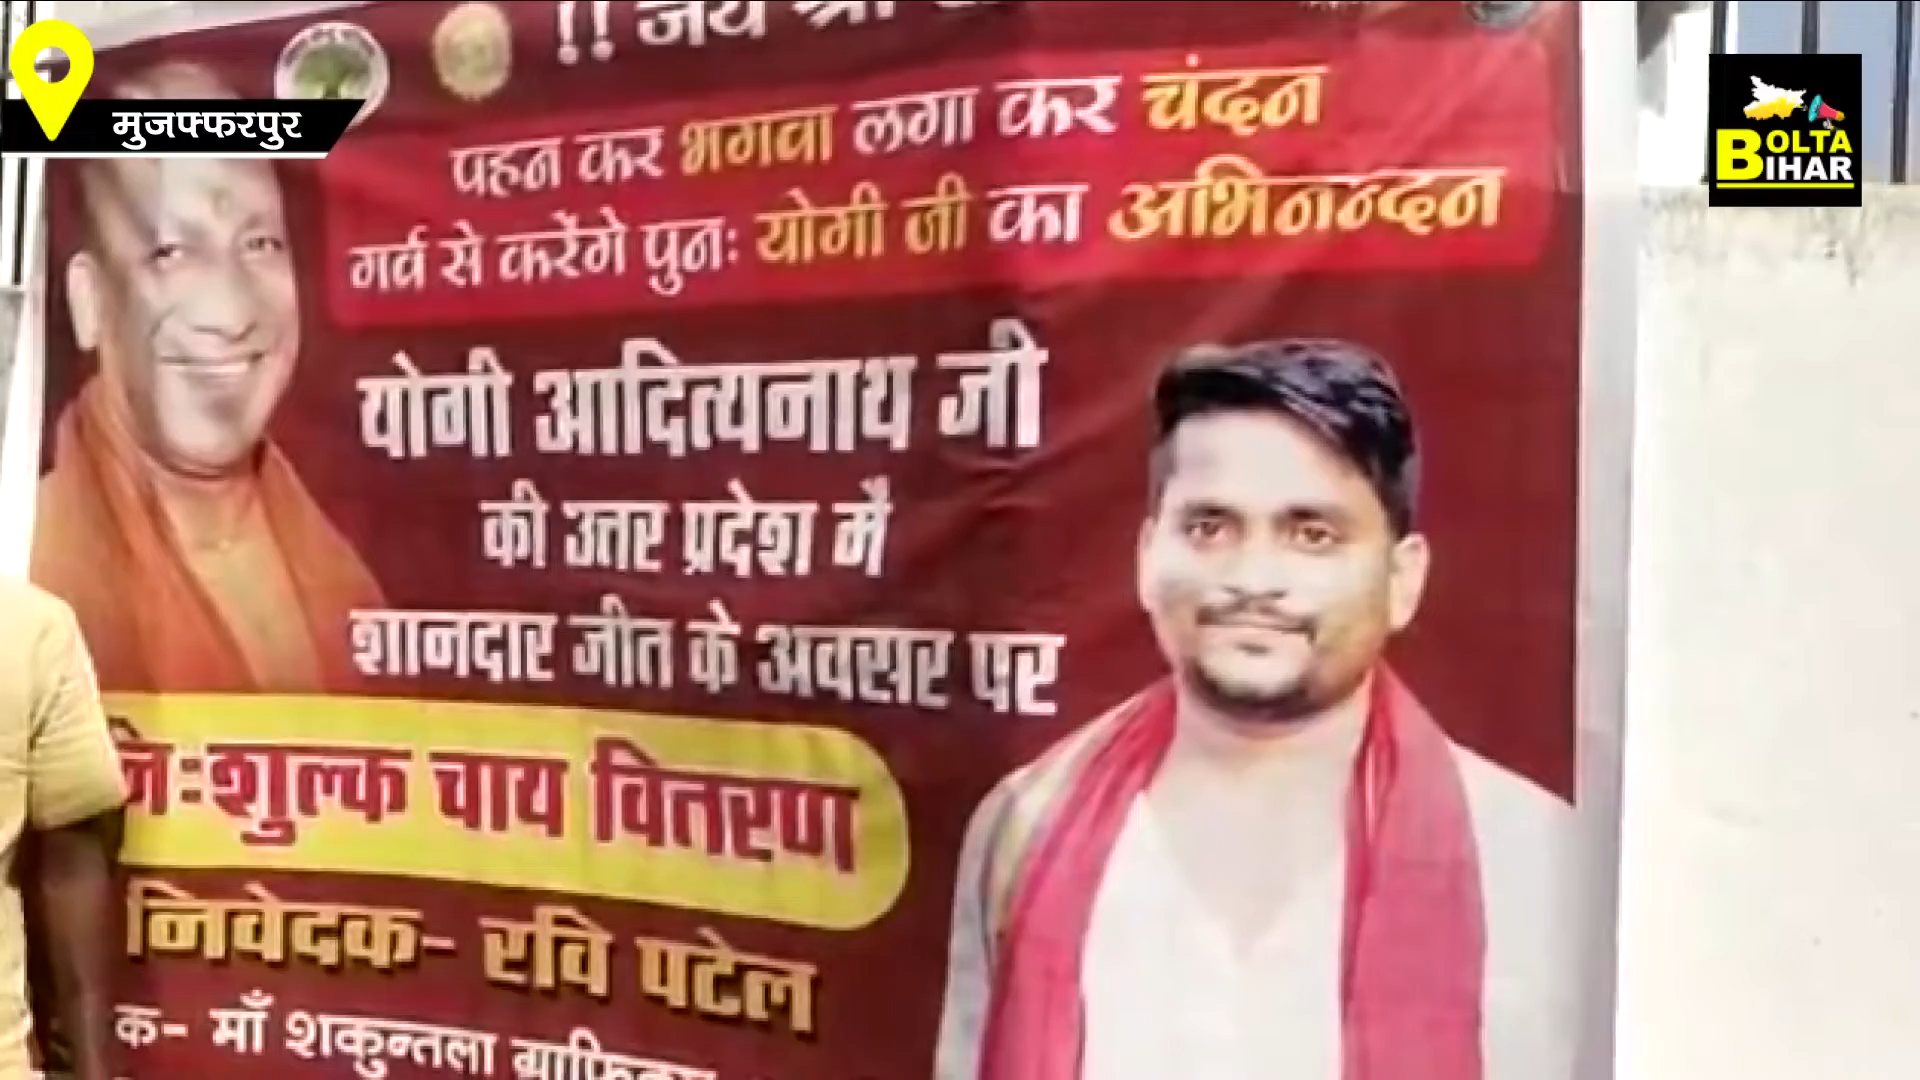 !! जय श्री
मुजफ्फरपुर
BOLTA
BIHAR
पहन कर भगवा लगा कर चंदन
गर्व से करेंगे पुनः योगी जी का अभिनन्दन
योगी आदित्यनाथ जी
की उत्तर प्रदेश में
शानदार जीत के अवसर पर
नि:शुल्क चाय वितरण
निवेदक- रवि पटेल
क- माँ शकुन्तला